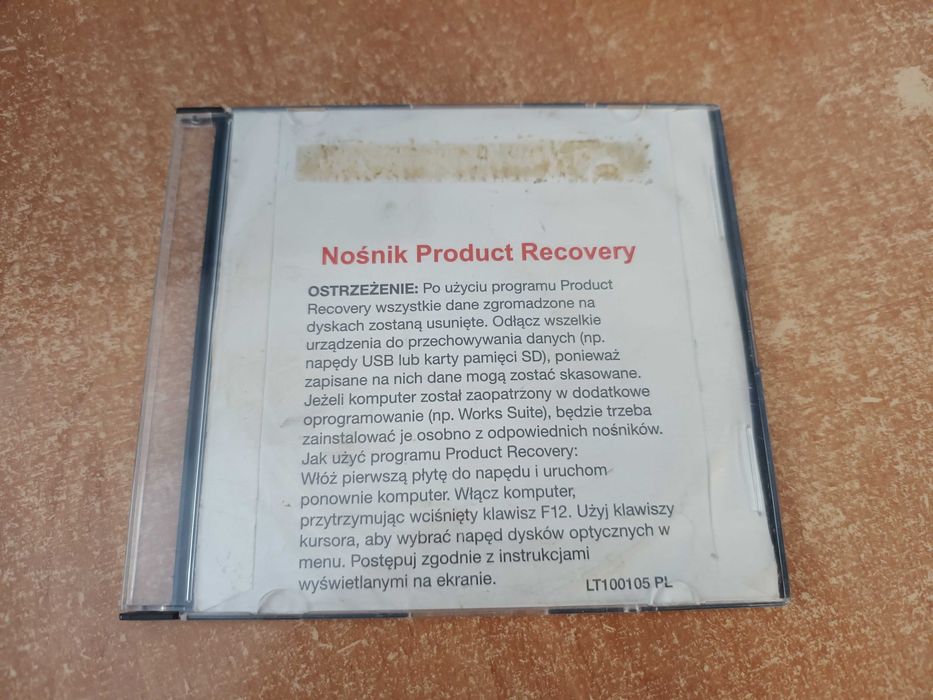 Nośnik Product Recovery
OSTRZEŻENIE: Po użyciu programu Product
Recovery wszystkie dane zgromadzone na
dyskach zostaną usunięte. Odłącz wszelkie
urządzenia do przechowywania danych (np.
napędy USB lub karty pamięci SD), ponieważ
zapisane na nich dane mogą zostać skasowane.
Jeżeli komputer został zaopatrzony w dodatkowe
oprogramowanie (np. Works Suite), będzie trzeba
zainstalować je osobno z odpowiednich nośników.
Jak użyć programu Product Recovery:
Włóż pierwszą płytę do napędu i uruchom
ponownie komputer. Włącz komputer,
przytrzymując wciśnięty klawisz F12. Użyj klawiszy
kursora, aby wybrać napęd dysków optycznych w
menu. Postępuj zgodnie z instrukcjami
wyświetlanymi na ekranie.
LT100105 PL